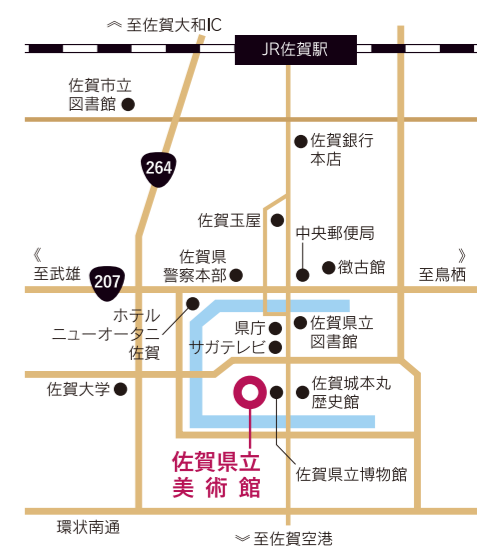 ︽ 至佐賀大和IC
JR佐賀駅
佐賀市立
図書館
佐賀銀行
本店
264
佐賀玉屋
中央郵便局
佐賀県
警察本部
徴古館
《
至武雄
》
至鳥栖
207
ホテル
ニューオータニ
佐賀
県庁
サガテレビ
佐賀県立
図書館
佐賀大学
佐賀城本丸
歴史館
佐賀県立
美術館
佐賀県立博物館
環状南通
︾ 至佐賀空港